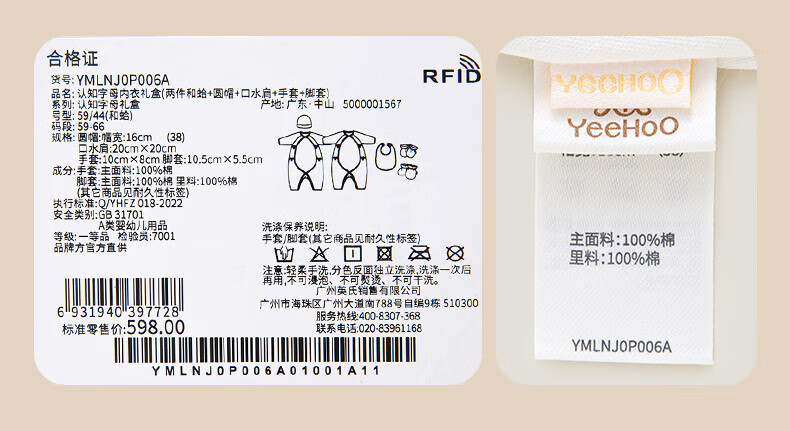 合格证
RFID
货号: YMLNJ0P006A
品名: 认知字母内衣礼盒(两件和蛤+圆帽+口水肩+手套+脚套)
系列: 认知字母礼盒
产地: 广东·中山 5000001567
号型: 59/44(和蛤)
码段: 59-66
规格: 圆帽:帽宽:16cm (38)
口水肩:20cm×20cm
手套:10cm×8cm 脚套:10.5cm×5.5cm
成分: 手套:主面料:100%棉
脚套:主面料:100%棉 里料:100%棉
(其它商品见耐久性标签)
执行标准: Q/YHFZ 018-2022
安全类别: GB 31701
A类婴幼儿用品
等级: 一等品 检验员: 7001
品牌方官方直供
洗涤保养说明:
手套/脚套(其它商品见耐久性标签)
注意: 轻柔手洗,分色反面独立洗涤,洗涤一次后
再用,不可浸泡、不可熨烫、不可干洗。
广州英氏销售有限公司
广州市海珠区广州大道南788号自编9栋 510300
服务热线:400-8307-368
联系电话:020-83961168
6 931940 397728
标准零售价:598.00
YMLNJ0P006A01001A11
YeeHoO
YeeHoO
主面料:100%棉
里料:100%棉
YMLNJ0P006A